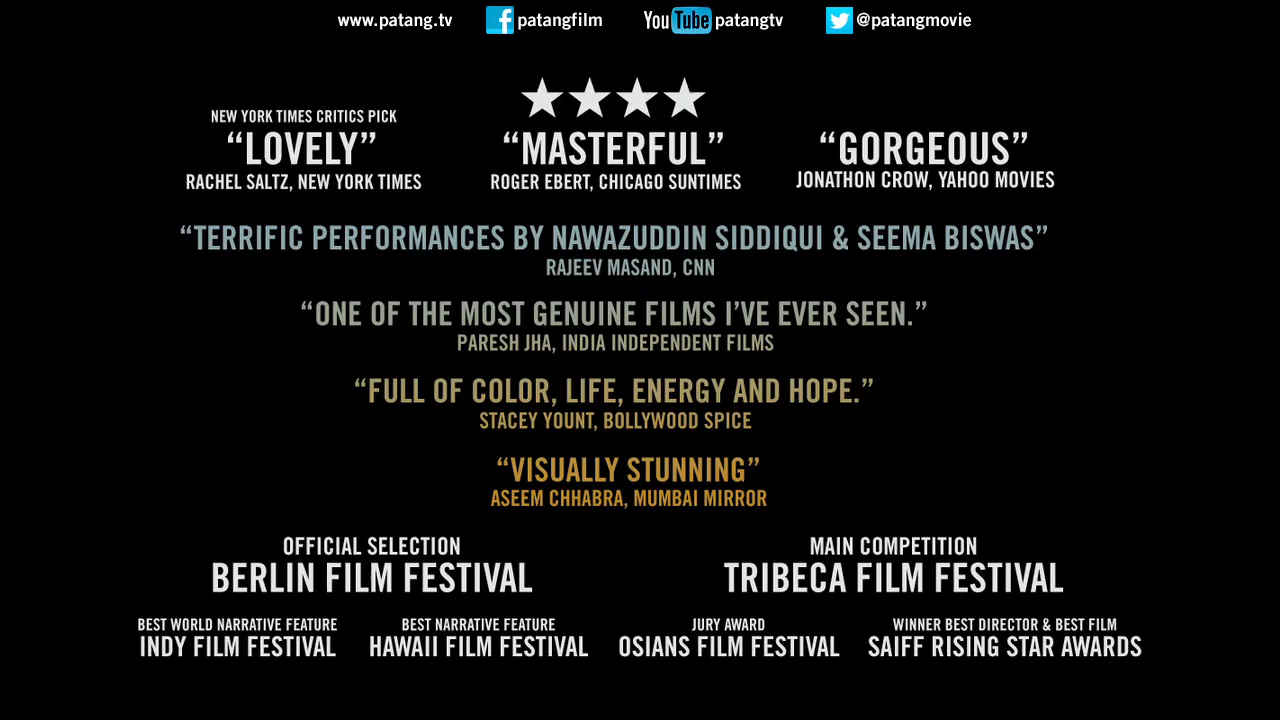 www.patang.tv patangfilm YouTube patangtv @patangmovie
NEW YORK TIMES CRITICS PICK
“LOVELY” “MASTERFUL” “GORGEOUS”
RACHEL SALTZ, NEW YORK TIMES ROGER EBERT, CHICAGO SUNTIMES JONATHON CROW, YAHOO MOVIES
“TERRIFIC PERFORMANCES BY NAWAZUDDIN SIDDIQUI & SEEMA BISWAS”
RAJEEV MASAND, CNN
“ONE OF THE MOST GENUINE FILMS I’VE EVER SEEN.”
PARESH JHA, INDIA INDEPENDENT FILMS
“FULL OF COLOR, LIFE, ENERGY AND HOPE.”
STACEY YOUNT, BOLLYWOOD SPICE
“VISUALLY STUNNING”
ASEEM CHHABRA, MUMBAI MIRROR
OFFICIAL SELECTION MAIN COMPETITION
BERLIN FILM FESTIVAL TRIBECA FILM FESTIVAL
BEST WORLD NARRATIVE FEATURE BEST NARRATIVE FEATURE JURY AWARD WINNER BEST DIRECTOR & BEST FILM
INDY FILM FESTIVAL HAWAII FILM FESTIVAL OSIANS FILM FESTIVAL SAIFF RISING STAR AWARDS